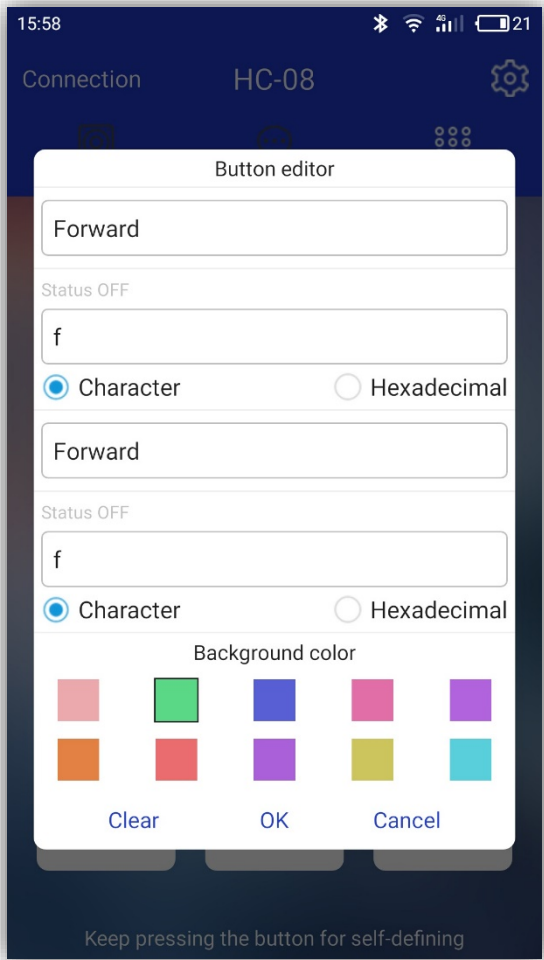 15:58
4G
21
Connection
HC-08
Button editor
Forward
Status OFF
f
Character
Hexadecimal
Forward
Status OFF
f
Character
Hexadecimal
Background color
Clear
OK
Cancel
Keep pressing the button for self-defining